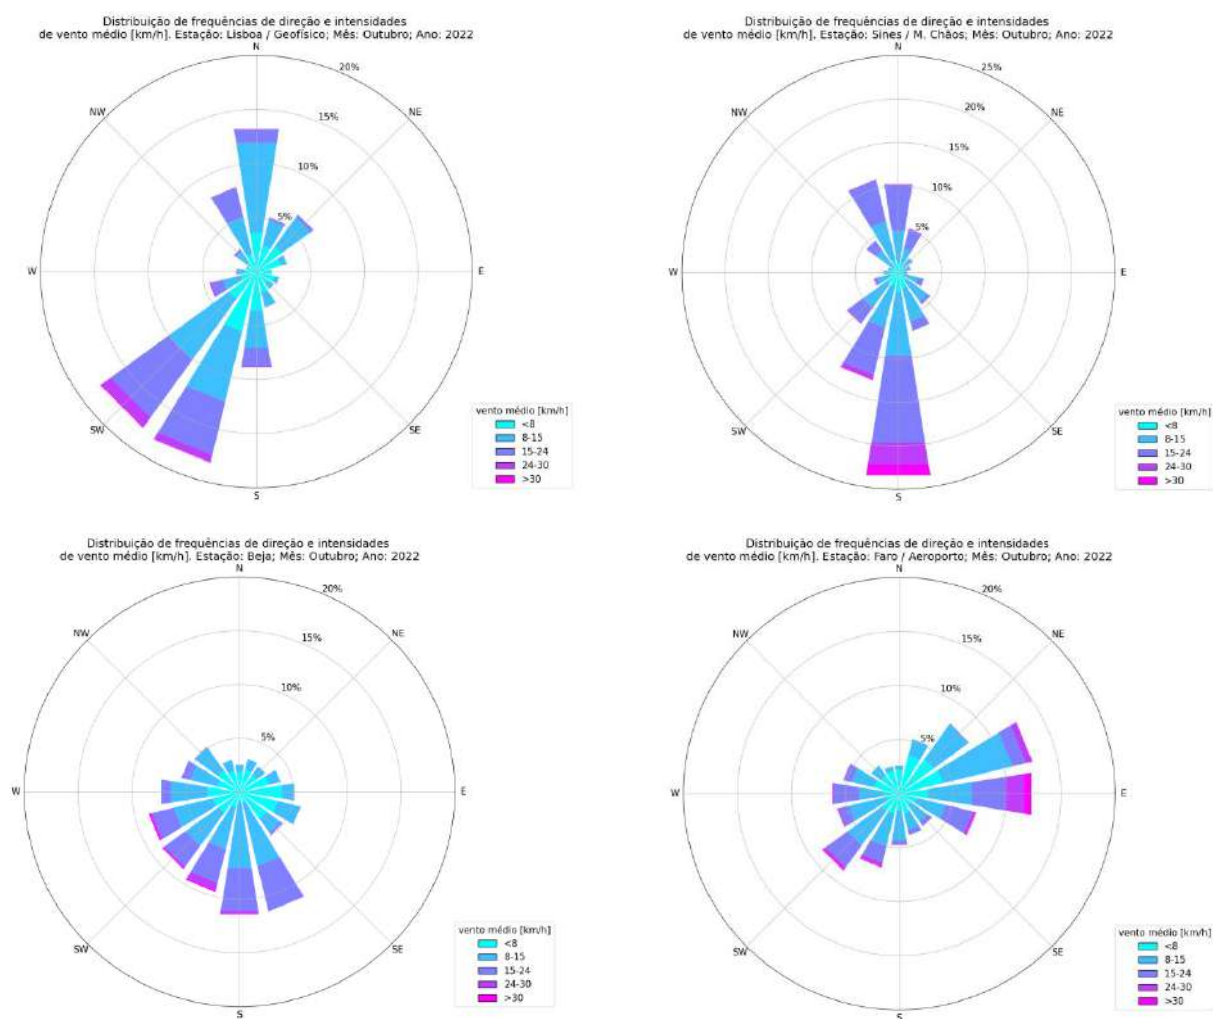 Distribuição de frequências de direção e intensidades
de vento médio [km/h]. Estação: Lisboa / Geofísico; Mês: Outubro; Ano: 2022
N
20%
NW
NE
15%
10%
5%
W
E
SW
SE
S
vento médio [km/h]
<8
8-15
15-24
24-30
>30
Distribuição de frequências de direção e intensidades
de vento médio [km/h]. Estação: Sines / M. Chãos; Mês: Outubro; Ano: 2022
N
25%
NW
NE
20%
15%
10%
5%
W
E
SW
SE
S
vento médio [km/h]
<8
8-15
15-24
24-30
>30
Distribuição de frequências de direção e intensidades
de vento médio [km/h]. Estação: Beja; Mês: Outubro; Ano: 2022
N
20%
NW
NE
15%
10%
5%
W
E
SW
SE
S
vento médio [km/h]
<8
8-15
15-24
24-30
>30
Distribuição de frequências de direção e intensidades
de vento médio [km/h]. Estação: Faro / Aeroporto; Mês: Outubro; Ano: 2022
N
20%
NW
NE
15%
10%
5%
W
E
SW
SE
S
vento médio [km/h]
<8
8-15
15-24
24-30
>30